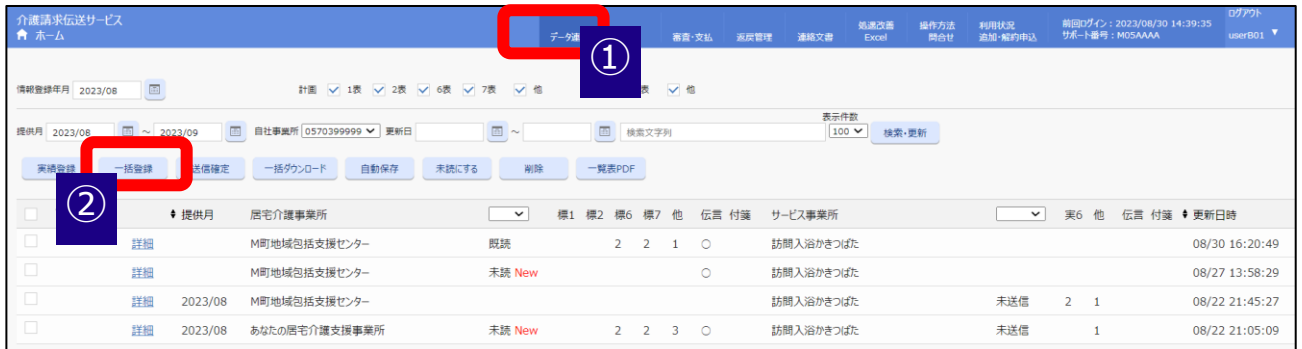 介護請求伝送サービス
ホーム
データ連
審査・支払
返戻管理
連絡文書
処遇改善
Excel
操作方法
問合せ
利用状況
追加・解約申込
前回ログイン:2023/08/30 14:39:35
サポート番号:M05AAAA
ログアウト
userB01 ▼
①
情報登録年月 2023/08
計画 1表 2表 6表 7表 他
表 他
提供月 2023/08 ~ 2023/09 自社事業所 0570399999 更新日 ~ 検索文字列
表示件数
100 検索・更新
実績登録 一括登録 送信確定 一括ダウンロード 自動保存 未読にする 削除 一覧表PDF
②
提供月 居宅介護事業所 標1 標2 標6 標7 他 伝言 付箋 サービス事業所 実6 他 伝言 付箋 更新日時
詳細 M町地域包括支援センター 既読 2 2 1 ○ 訪問入浴かきつばた 08/30 16:20:49
詳細 M町地域包括支援センター 未読 New ○ 訪問入浴かきつばた 08/27 13:58:29
詳細 2023/08 M町地域包括支援センター 訪問入浴かきつばた 未送信 2 1 08/22 21:45:27
詳細 2023/08 あなたの居宅介護支援事業所 未読 New 2 2 3 ○ 訪問入浴かきつばた 未送信 1 08/22 21:05:09